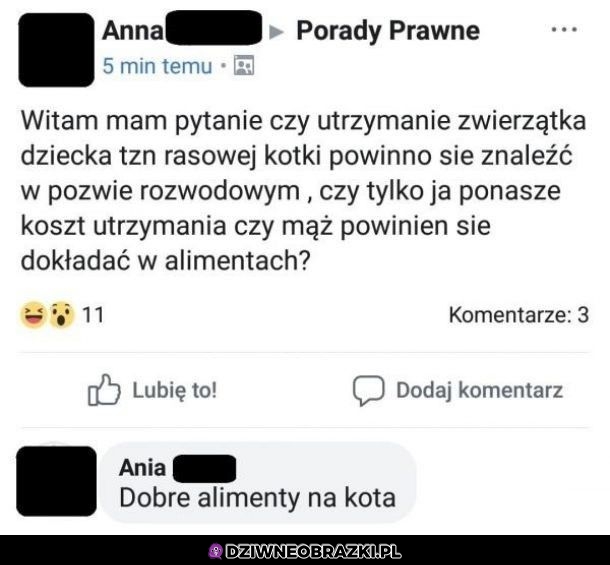 Anna ▸ Porady Prawne ...
5 min temu ·
Witam mam pytanie czy utrzymanie zwierzątka
dziecka tzn rasowej kotki powinno sie znaleźć
w pozwie rozwodowym , czy tylko ja ponasze
koszt utrzymania czy mąż powinien sie
dokładać w alimentach?
11 Komentarze: 3
Lubię to! Dodaj komentarz
Ania
Dobre alimenty na kota
DZIWNEOBRAZKI.PL